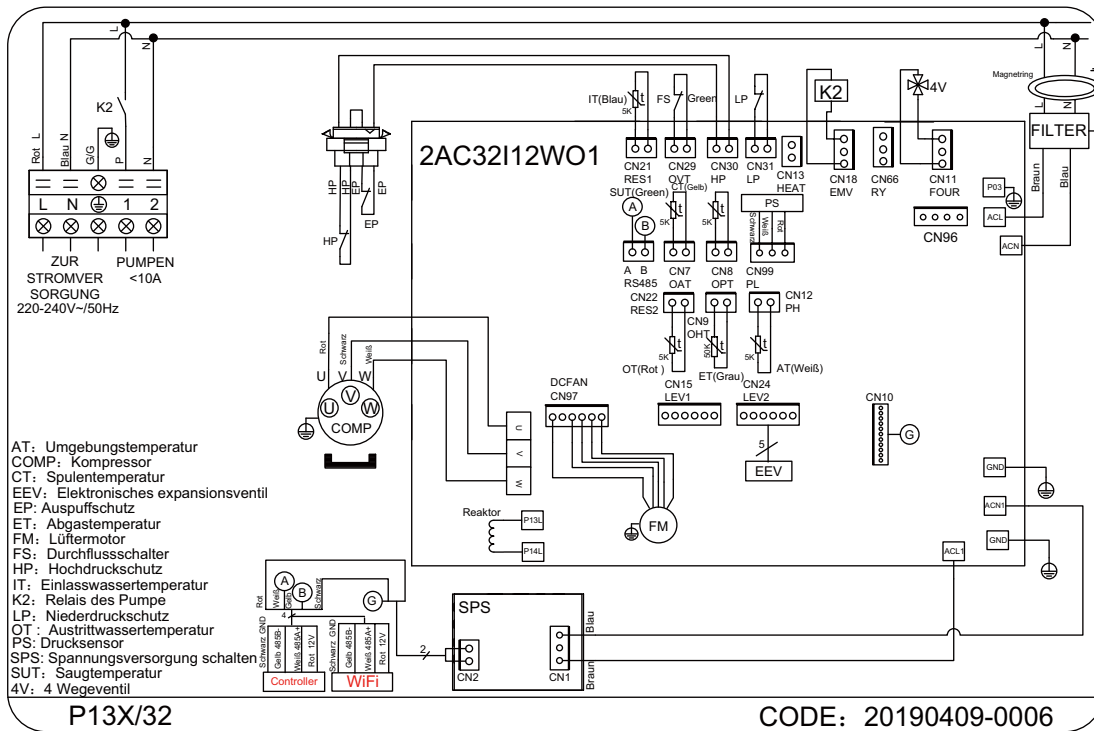 L
N
K2
Rot L
Blau N
G/G
P
N
L N 1 2
ZUR
STROMVER
SORGUNG
220-240V~/50Hz
PUMPEN
<10A
HP
HP
EP
EP
EP
HP
IT(Blau)
5K
t
FS
Green
LP
K2
4V
L
N
Magnetring
L
N
FILTER
Braun
Blau
2AC32I12WO1
CN21
RES1
CN29
OVT
CN30
HP
CN31
LP
CN13
HEAT
CN18
EMV
CN66
RY
CN11
FOUR
P03
ACL
ACN
CN96
SUT(Green)
A
B
CT(Gelb)
5K
t
5K
t
PS
Schwarz
Weiß
Rot
A B
RS485
CN7
OAT
CN8
OPT
CN99
PL
CN22
RES2
CN9
OHT
CN12
PH
5K
t
OT(Rot )
50K
t
ET(Grau)
5K
t
AT(Weiß)
CN15
LEV1
CN24
LEV2
5
EEV
CN10
G
DCFAN
CN97
FM
Rot
Schwarz
Weiß
U V W
V
U
W
COMP
U
V
W
Reaktor
P13L
P14L
GND
ACN1
GND
ACL1
AT: Umgebungstemperatur
COMP: Kompressor
CT: Spulentemperatur
EEV: Elektronisches expansionsventil
EP: Auspuffschutz
ET: Abgastemperatur
FM: Lüftermotor
FS: Durchflussschalter
HP: Hochdruckschutz
IT: Einlasswassertemperatur
K2: Relais des Pumpe
LP: Niederdruckschutz
OT : Austrittwassertemperatur
PS: Drucksensor
SPS: Spannungsversorgung schalten
SUT: Saugtemperatur
4V: 4 Wegeventil
Rot
Weiß
A
Gelb
B
Schwarz
G
4
Schwarz GND
Gelb 485B-
Weiß 485A+
Rot 12V
Controller
Schwarz GND
Gelb 485B-
Weiß 485A+
Rot 12V
WiFi
2
SPS
CN2
CN1
Blau
Braun
P13X/32
CODE: 20190409-0006